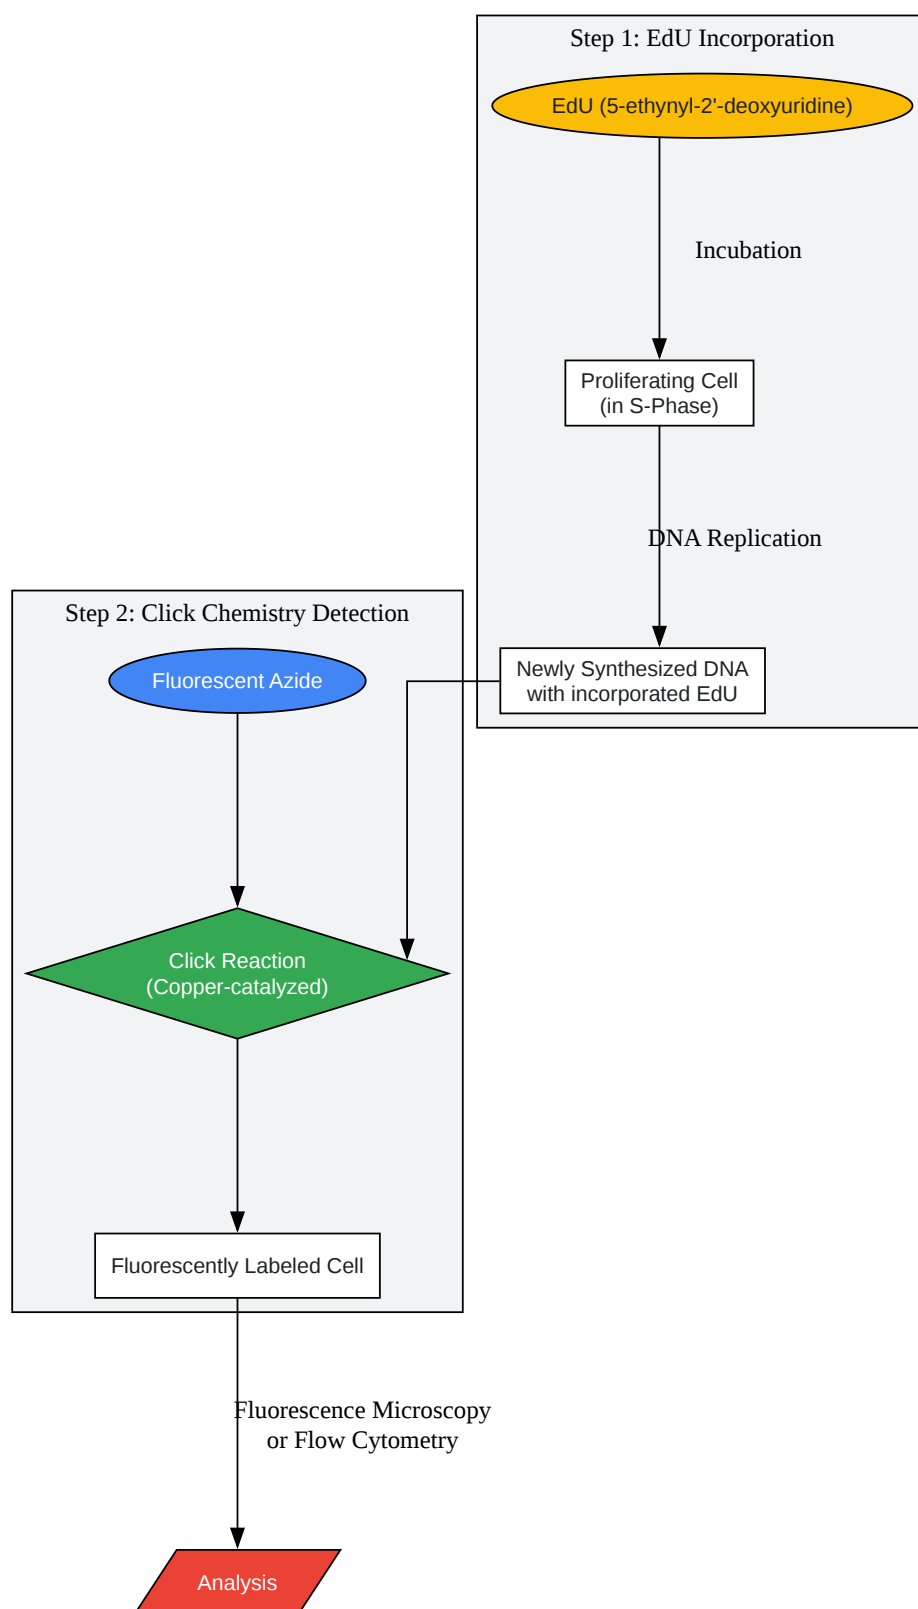 Step 1: EdU Incorporation
EdU (5-ethynyl-2'-deoxyuridine)
Incubation
Proliferating Cell
(in S-Phase)
DNA Replication
Newly Synthesized DNA
with incorporated EdU
Step 2: Click Chemistry Detection
Fluorescent Azide
Click Reaction
(Copper-catalyzed)
Fluorescently Labeled Cell
Fluorescence Microscopy
or Flow Cytometry
Analysis